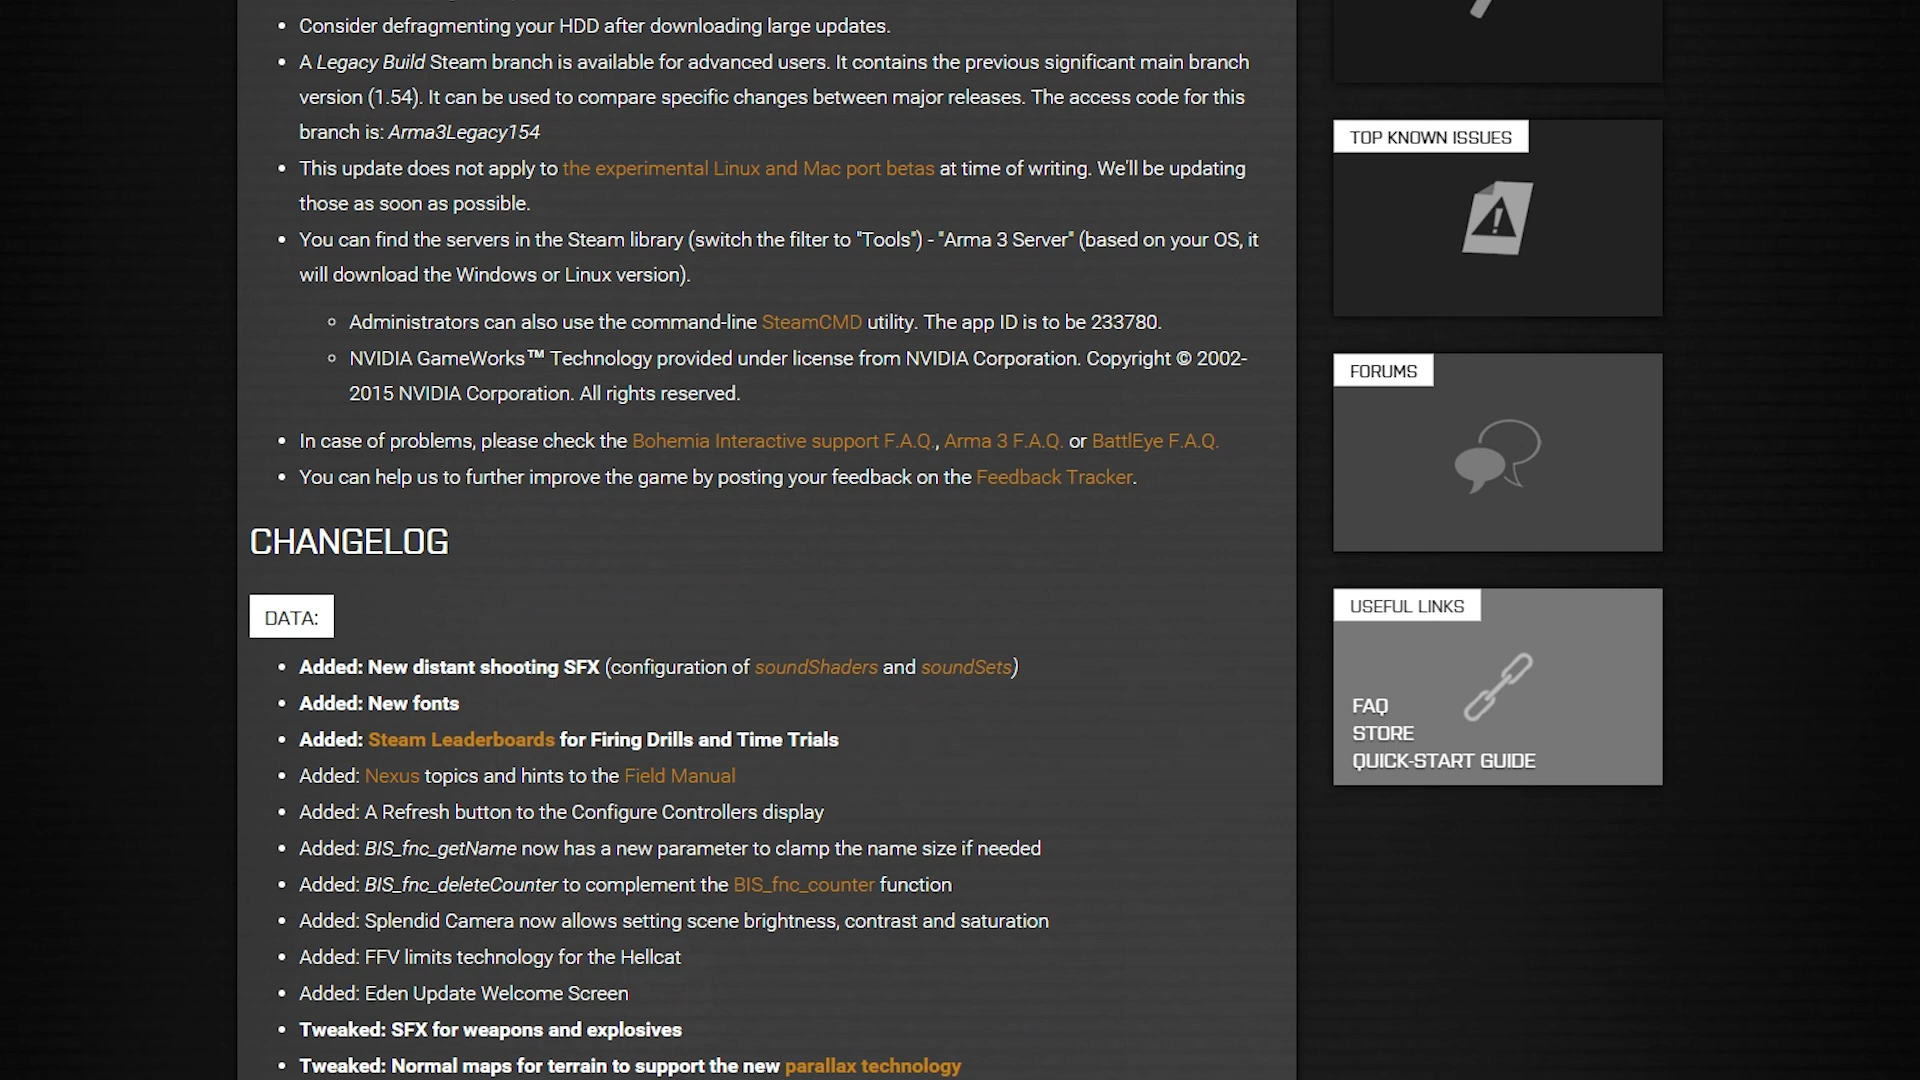 Consider defragmenting your HDD after downloading large updates.
A Legacy Build Steam branch is available for advanced users. It contains the previous significant main branch
version (1.54). It can be used to compare specific changes between major releases. The access code for this
branch is: Arma3Legacy154
This update does not apply to the experimental Linux and Mac port betas at time of writing. We'll be updating
those as soon as possible.
You can find the servers in the Steam library (switch the filter to "Tools") - "Arma 3 Server" (based on your OS, it
will download the Windows or Linux version).
Administrators can also use the command-line SteamCMD utility. The app ID is to be 233780.
NVIDIA GameWorks™ Technology provided under license from NVIDIA Corporation. Copyright © 2002-
2015 NVIDIA Corporation. All rights reserved.
In case of problems, please check the Bohemia Interactive support F.A.Q., Arma 3 F.A.Q. or BattlEye F.A.Q.
You can help us to further improve the game by posting your feedback on the Feedback Tracker.
CHANGELOG
DATA:
Added: New distant shooting SFX (configuration of soundShaders and soundSets)
Added: New fonts
Added: Steam Leaderboards for Firing Drills and Time Trials
Added: Nexus topics and hints to the Field Manual
Added: A Refresh button to the Configure Controllers display
Added: BIS_fnc_getName now has a new parameter to clamp the name size if needed
Added: BIS_fnc_deleteCounter to complement the BIS_fnc_counter function
Added: Splendid Camera now allows setting scene brightness, contrast and saturation
Added: FFV limits technology for the Hellcat
Added: Eden Update Welcome Screen
Tweaked: SFX for weapons and explosives
Tweaked: Normal maps for terrain to support the new parallax technology
TOP KNOWN ISSUES
FORUMS
USEFUL LINKS
FAQ
STORE
QUICK-START GUIDE